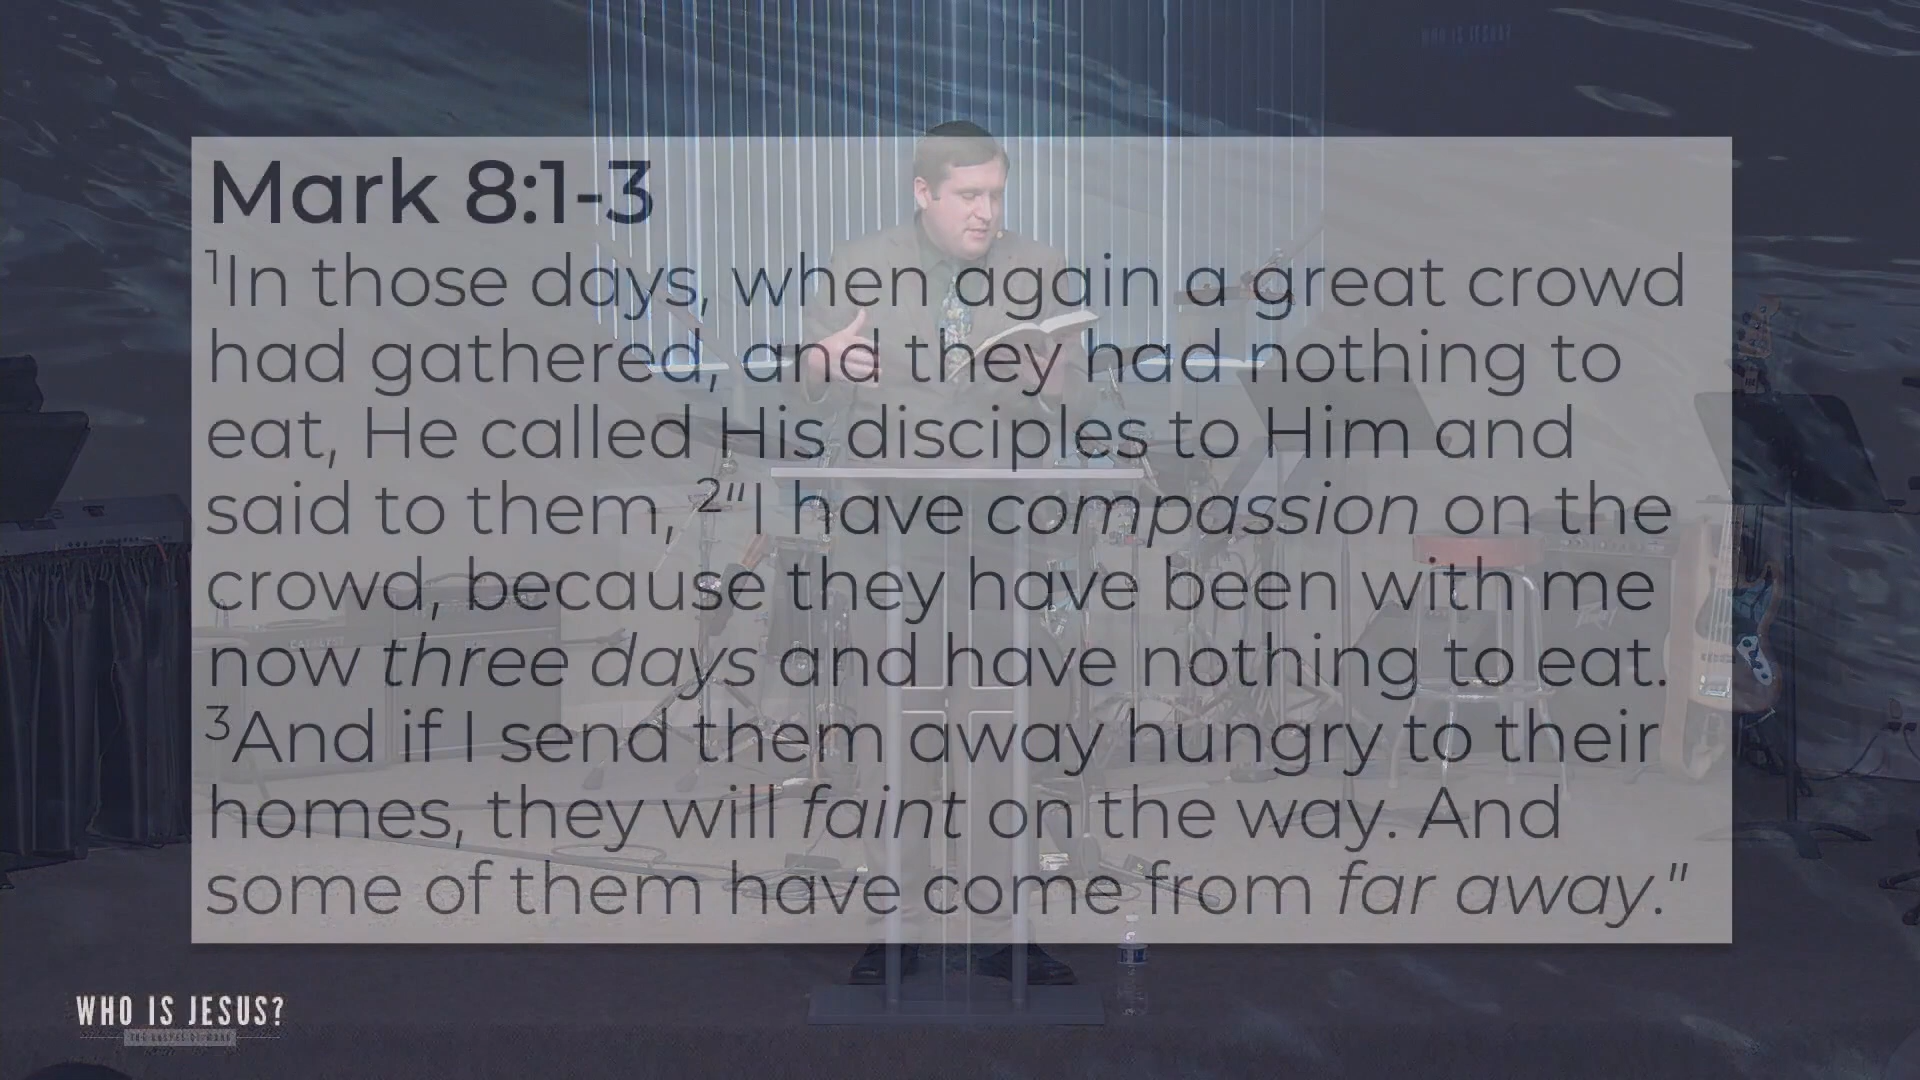 Mark 8:1-3
¹In those days, when again a great crowd
had gathered, and they had nothing to
eat, He called His disciples to Him and
said to them, ²"I have compassion on the
crowd, because they have been with me
now three days and have nothing to eat.
³And if I send them away hungry to their
homes, they will faint on the way. And
some of them have come from far away."
WHO IS JESUS?
THE GOSPEL OF MARK